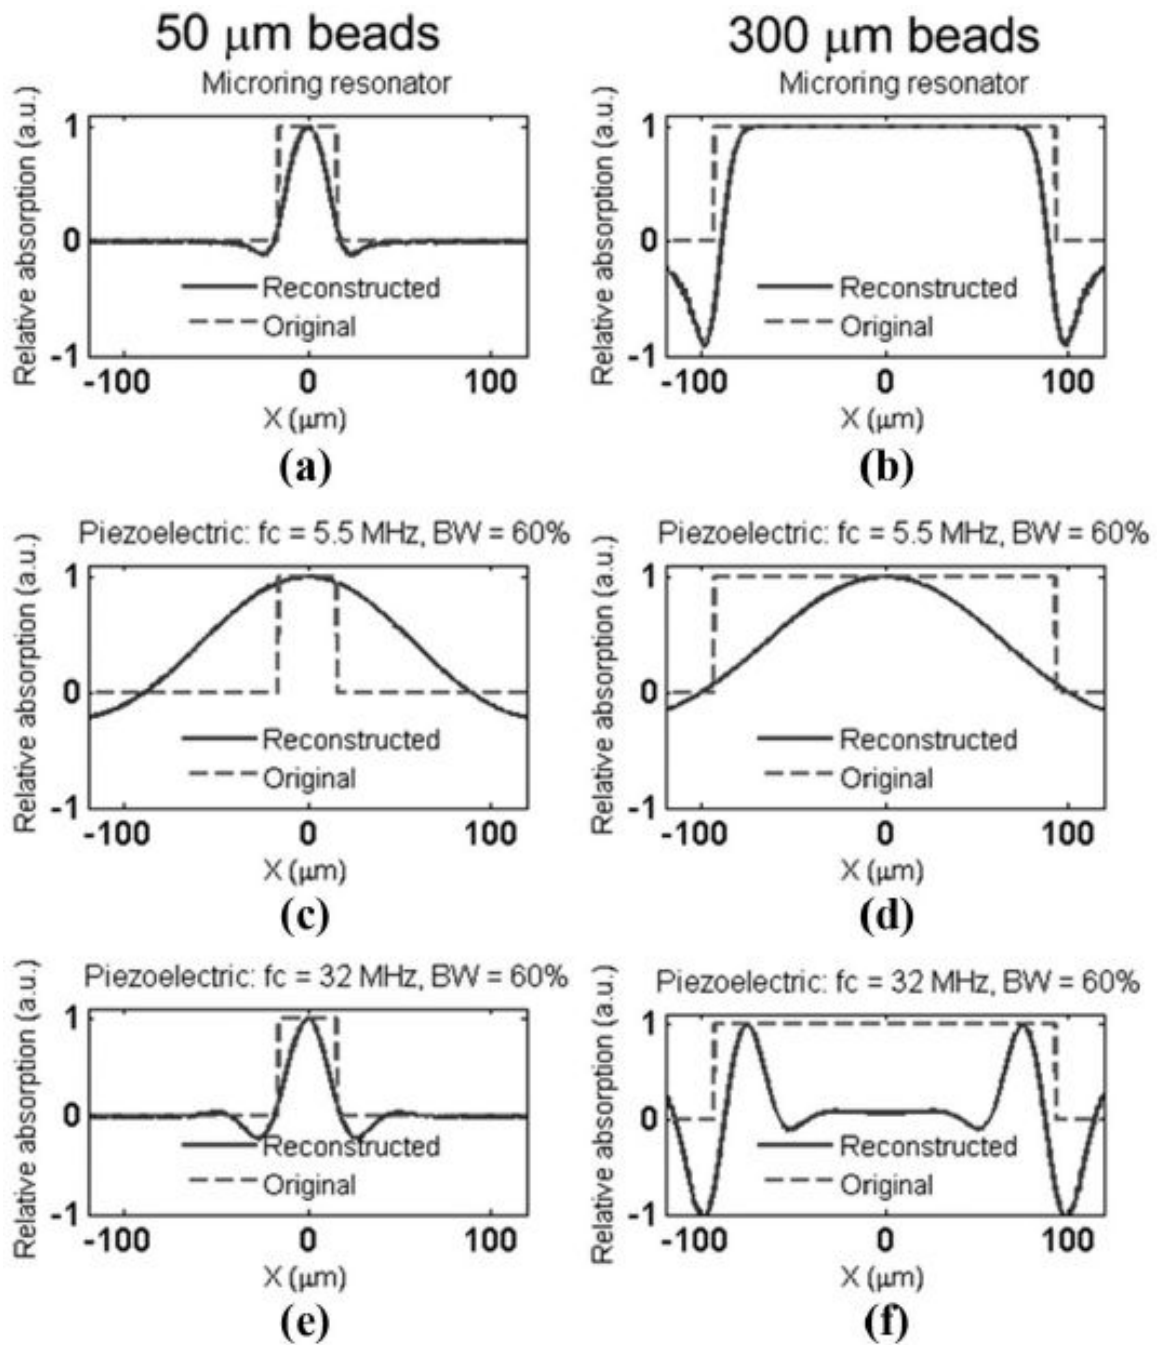 50 μm beads
300 μm beads
Microring resonator
Relative absorption (a.u.)
1
0
-1
Reconstructed
Original
-100
0
100
X (μm)
(a)
Microring resonator
Relative absorption (a.u.)
1
0
-1
Reconstructed
Original
-100
0
100
X (μm)
(b)
Piezoelectric: fc = 5.5 MHz, BW = 60%
Relative absorption (a.u.)
1
0
-1
Reconstructed
Original
-100
0
100
X (μm)
(c)
Piezoelectric: fc = 5.5 MHz, BW = 60%
Relative absorption (a.u.)
1
0
-1
Reconstructed
Original
-100
0
100
X (μm)
(d)
Piezoelectric: fc = 32 MHz, BW = 60%
Relative absorption (a.u.)
1
0
-1
Reconstructed
Original
-100
0
100
X (μm)
(e)
Piezoelectric: fc = 32 MHz, BW = 60%
Relative absorption (a.u.)
1
0
-1
Reconstructed
Original
-100
0
100
X (μm)
(f)